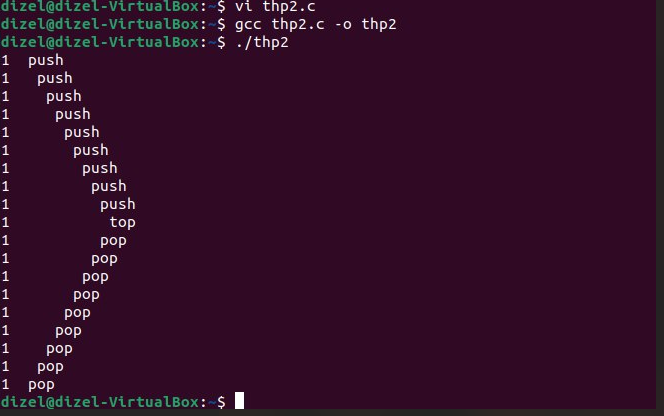 dizel@dizel-VirtualBox:~$ vi thp2.c
dizel@dizel-VirtualBox:~$ gcc thp2.c -o thp2
dizel@dizel-VirtualBox:~$ ./thp2
1  push
1   push
1    push
1     push
1      push
1       push
1        push
1         push
1          push
1           top
1          pop
1         pop
1        pop
1       pop
1      pop
1     pop
1    pop
1   pop
1  pop
dizel@dizel-VirtualBox:~$